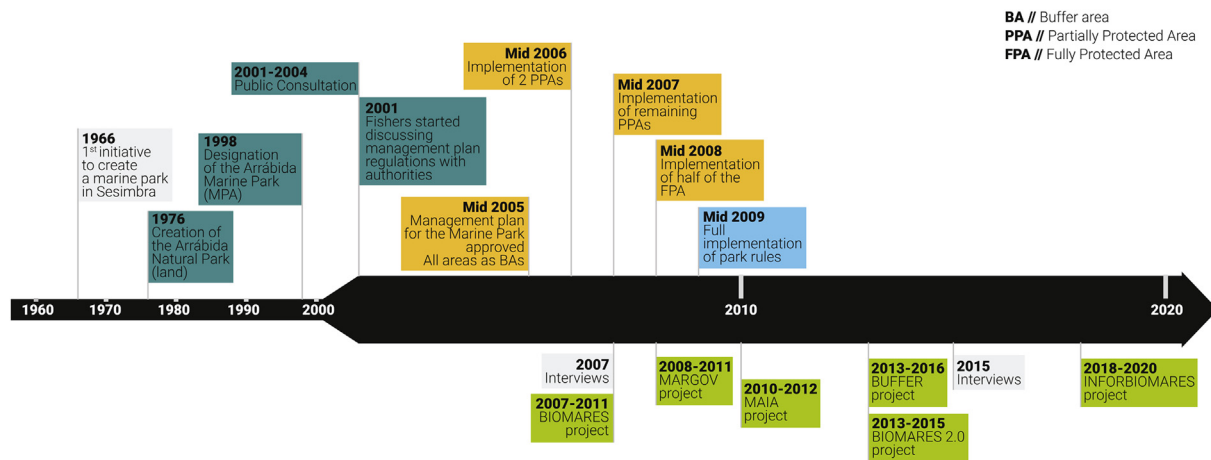 BA // Buffer area
PPA // Partially Protected Area
FPA // Fully Protected Area
1966
1st initiative
to create
a marine park
in Sesimbra
1976
Creation of
the Arrábida
Natural Park
(land)
1998
Designation
of the Arrábida
Marine Park
(MPA)
2001-2004
Public Consultation
2001
Fishers started
discussing
management plan
regulations with
authorities
Mid 2005
Management plan
for the Marine Park
approved
All areas as BAs
Mid 2006
Implementation
of 2 PPAs
Mid 2007
Implementation
of remaining
PPAs
Mid 2008
Implementation
of half of the
FPA
Mid 2009
Full
implementation
of park rules
1960 1970 1980 1990 2000 2010 2020
2007
Interviews
2007-2011
BIOMARES
project
2008-2011
MARGOV
project
2010-2012
MAIA
project
2013-2016
BUFFER
project
2013-2015
BIOMARES 2.0
project
2015
Interviews
2018-2020
INFORBIOMARES
project